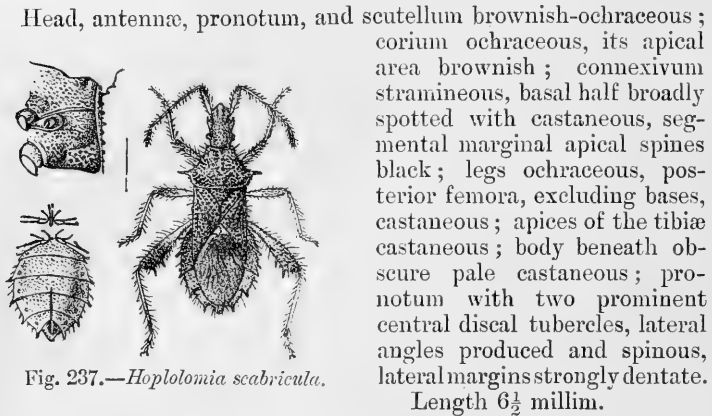 Head, antennæ, pronotum, and scutellum brownish-ochraceous ;
corium ochraceous, its apical
area brownish ; connexivum
stramineous, basal half broadly
spotted with castaneous, seg-
mental marginal apical spines
black ; legs ochraceous, pos-
terior femora, excluding bases,
castaneous ; apices of the tibiæ
castaneous ; body beneath ob-
scure pale castaneous ; pro-
notum with two prominent
central discal tubercles, lateral
angles produced and spinous,
lateral margins strongly dentate.
Length 6½ millim.
Fig. 237.—Hoplolomia scabricula.